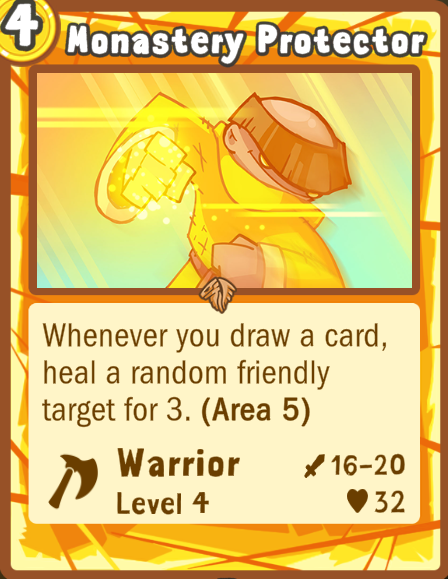 4
Monastery Protector
Whenever you draw a card,
heal a random friendly
target for 3. (Area 5)
Warrior
16-20
Level 4
32